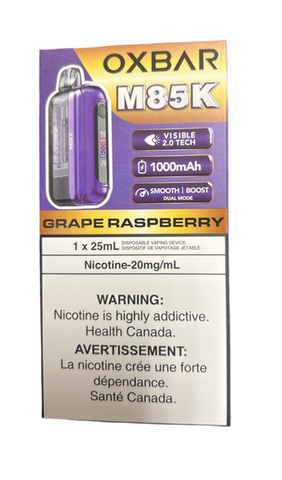 OXBAR
M85K
VISIBLE
2.0 TECH
1000mAh
SMOOTH | BOOST
DUAL MODE
GRAPE RASPBERRY
1 x 25mL DISPOSABLE VAPING DEVICE
DISPOSITIF DE VAPOTAGE JETABLE
Nicotine-20mg/mL
WARNING:
Nicotine is highly addictive.
Health Canada.
AVERTISSEMENT:
La nicotine crée une forte
dépendance.
Santé Canada.